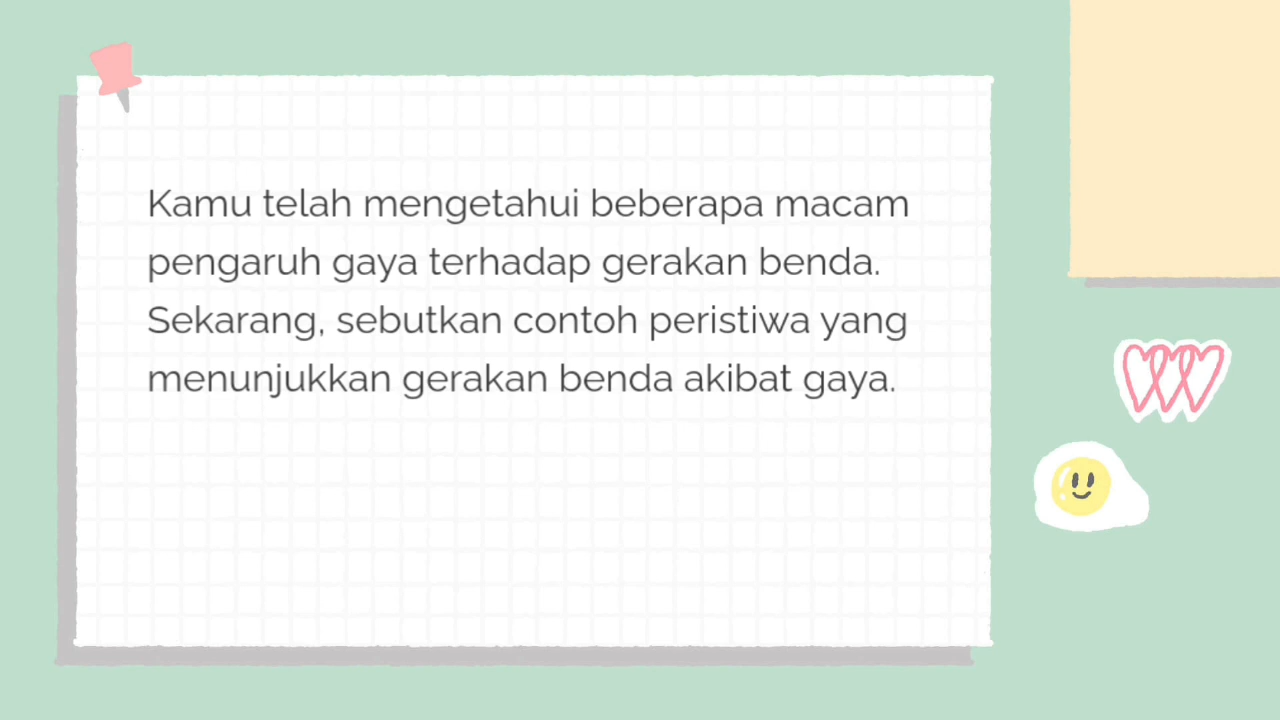 Kamu telah mengetahui beberapa macam
pengaruh gaya terhadap gerakan benda.
Sekarang, sebutkan contoh peristiwa yang
menunjukkan gerakan benda akibat gaya.